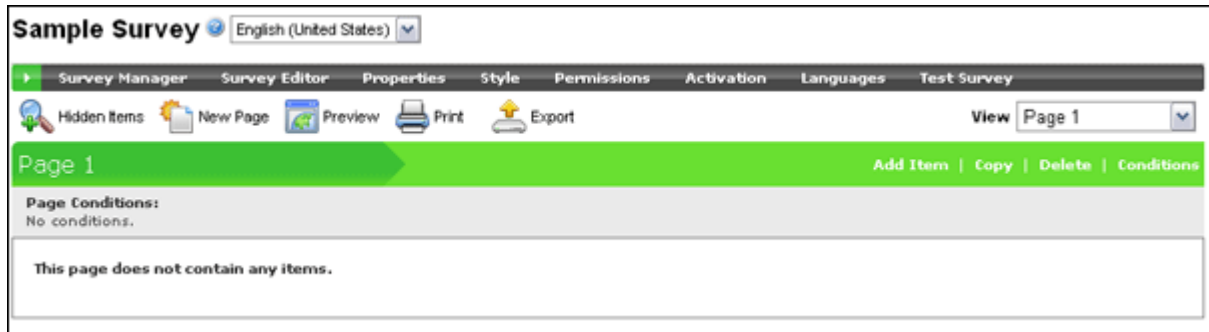 Sample Survey English (United States)
Survey Manager Survey Editor Properties Style Permissions Activation Languages Test Survey
Hidden Items New Page Preview Print Export View Page 1
Page 1 Add Item | Copy | Delete | Conditions
Page Conditions:
No conditions.
This page does not contain any items.